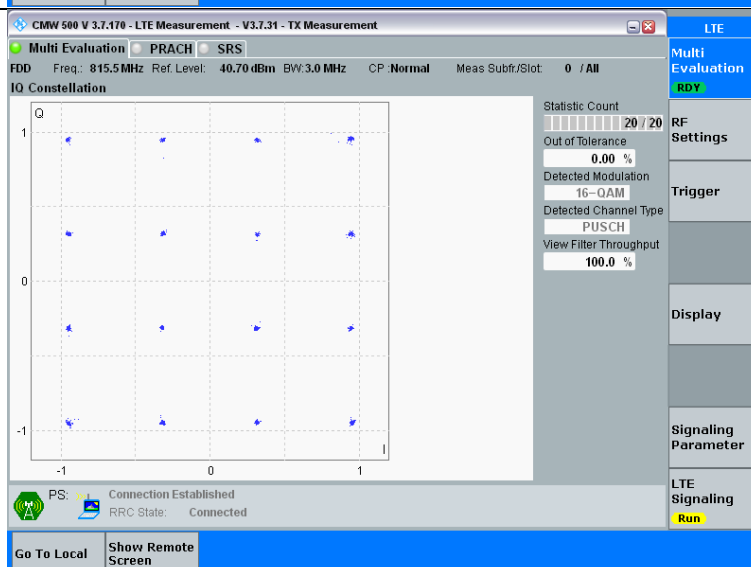 CMW 500 V 3.7.170 - LTE Measurement - V3.7.31 - TX Measurement
Multi Evaluation PRACH SRS
FDD Freq.: 815.5 MHz Ref. Level: 40.70 dBm BW: 3.0 MHz CP : Normal Meas Subfr./Slot: 0 / All
IQ Constellation
Q
1
0
-1
-1 0 1
I
Statistic Count
20 / 20
Out of Tolerance
0.00 %
Detected Modulation
16-QAM
Detected Channel Type
PUSCH
View Filter Throughput
100.0 %
PS: Connection Established
RRC State: Connected
LTE
Multi
Evaluation
RDY
RF
Settings
Trigger
Display
Signaling
Parameter
LTE
Signaling
Run
Go To Local
Show Remote
Screen